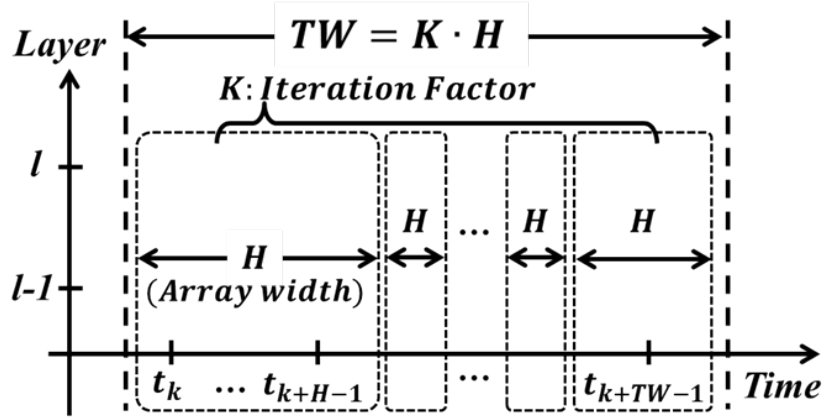 TW = K · H
Layer
K: Iteration Factor
l
H H ... H H
(Array width)
l-1
t_k ... t_{k+H-1} ... t_{k+TW-1} Time